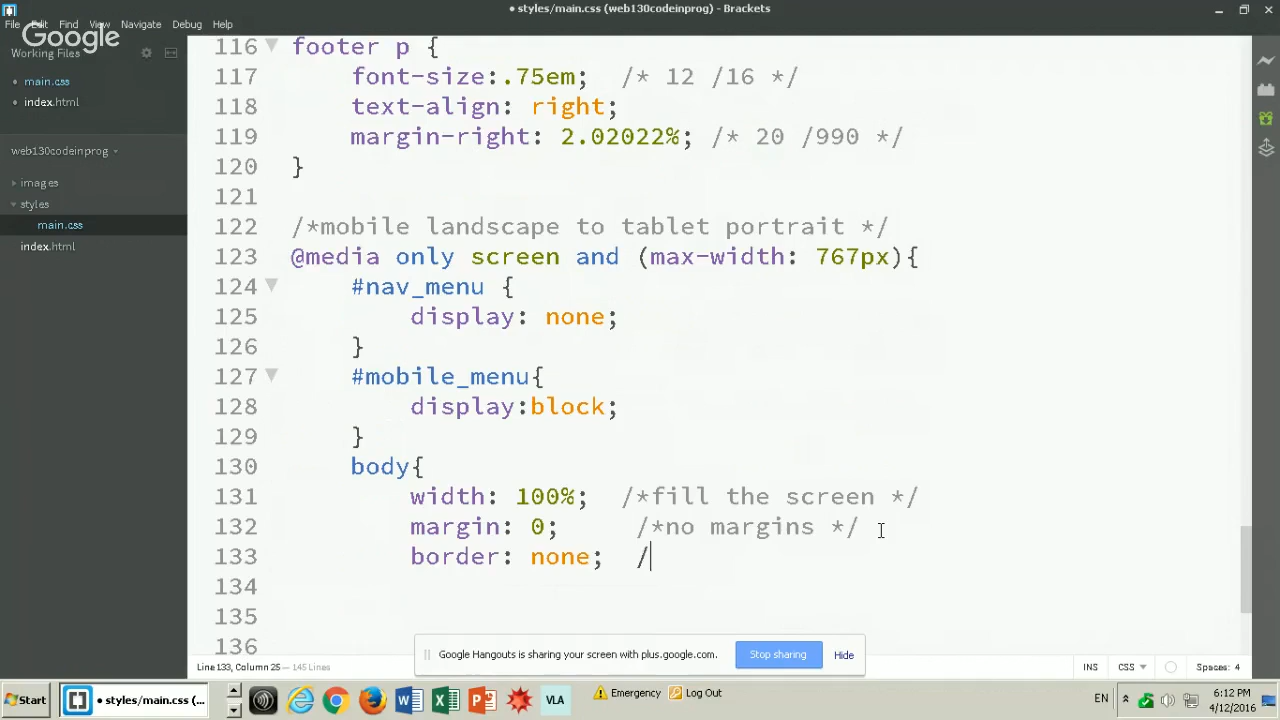 • styles/main.css (web130codeinprog) - Brackets
File Edit Find View Navigate Debug Help
Google
Working Files
main.css
index.html
web130codeinprog
images
styles
main.css
index.html
116 footer p {
117 font-size:.75em; /* 12 /16 */
118 text-align: right;
119 margin-right: 2.02022%; /* 20 /990 */
120 }
121
122 /*mobile landscape to tablet portrait */
123 @media only screen and (max-width: 767px){
124 #nav_menu {
125 display: none;
126 }
127 #mobile_menu{
128 display:block;
129 }
130 body{
131 width: 100%; /*fill the screen */
132 margin: 0; /*no margins */
133 border: none; /
134
135
136
Google Hangouts is sharing your screen with plus.google.com. Stop sharing Hide
Line 133, Column 25 — 145 Lines
INS CSS Spaces: 4
Start
• styles/main.css (...
VLA
Emergency Log Out
EN
6:12 PM
4/12/2016